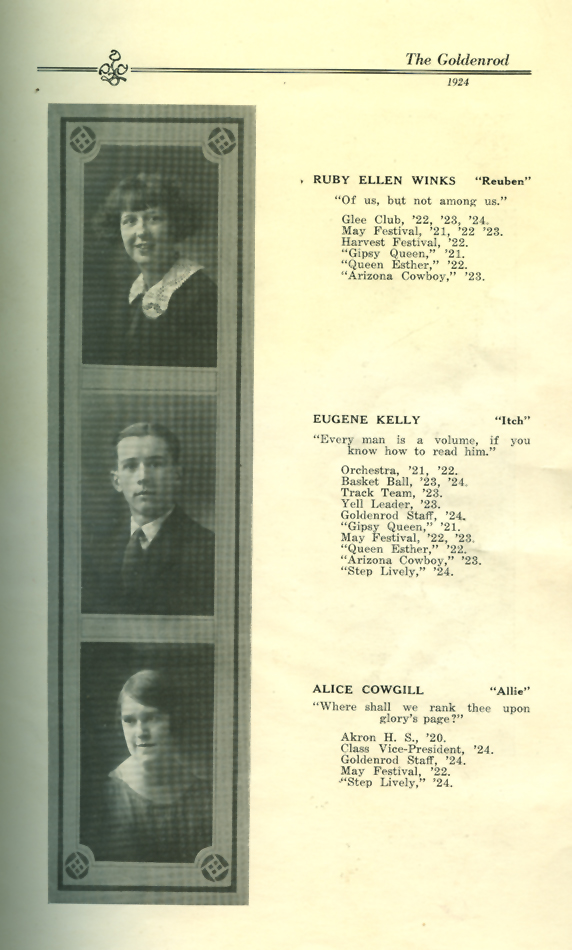 The Goldenrod
1924
RUBY ELLEN WINKS "Reuben"
"Of us, but not among us."
Glee Club, '22, '23, '24.
May Festival, '21, '22 '23.
Harvest Festival, '22.
"Gipsy Queen," '21.
"Queen Esther," '22.
"Arizona Cowboy," '23.
EUGENE KELLY "Itch"
"Every man is a volume, if you
know how to read him."
Orchestra, '21, '22.
Basket Ball, '23, '24.
Track Team, '23.
Yell Leader, '23.
Goldenrod Staff, '24.
"Gipsy Queen," '21.
May Festival, '22, '23.
"Queen Esther," '22.
"Arizona Cowboy," '23.
"Step Lively," '24.
ALICE COWGILL "Allie"
"Where shall we rank thee upon
glory's page?"
Akron H. S., '20.
Class Vice-President, '24.
Goldenrod Staff, '24.
May Festival, '22.
"Step Lively," '24.